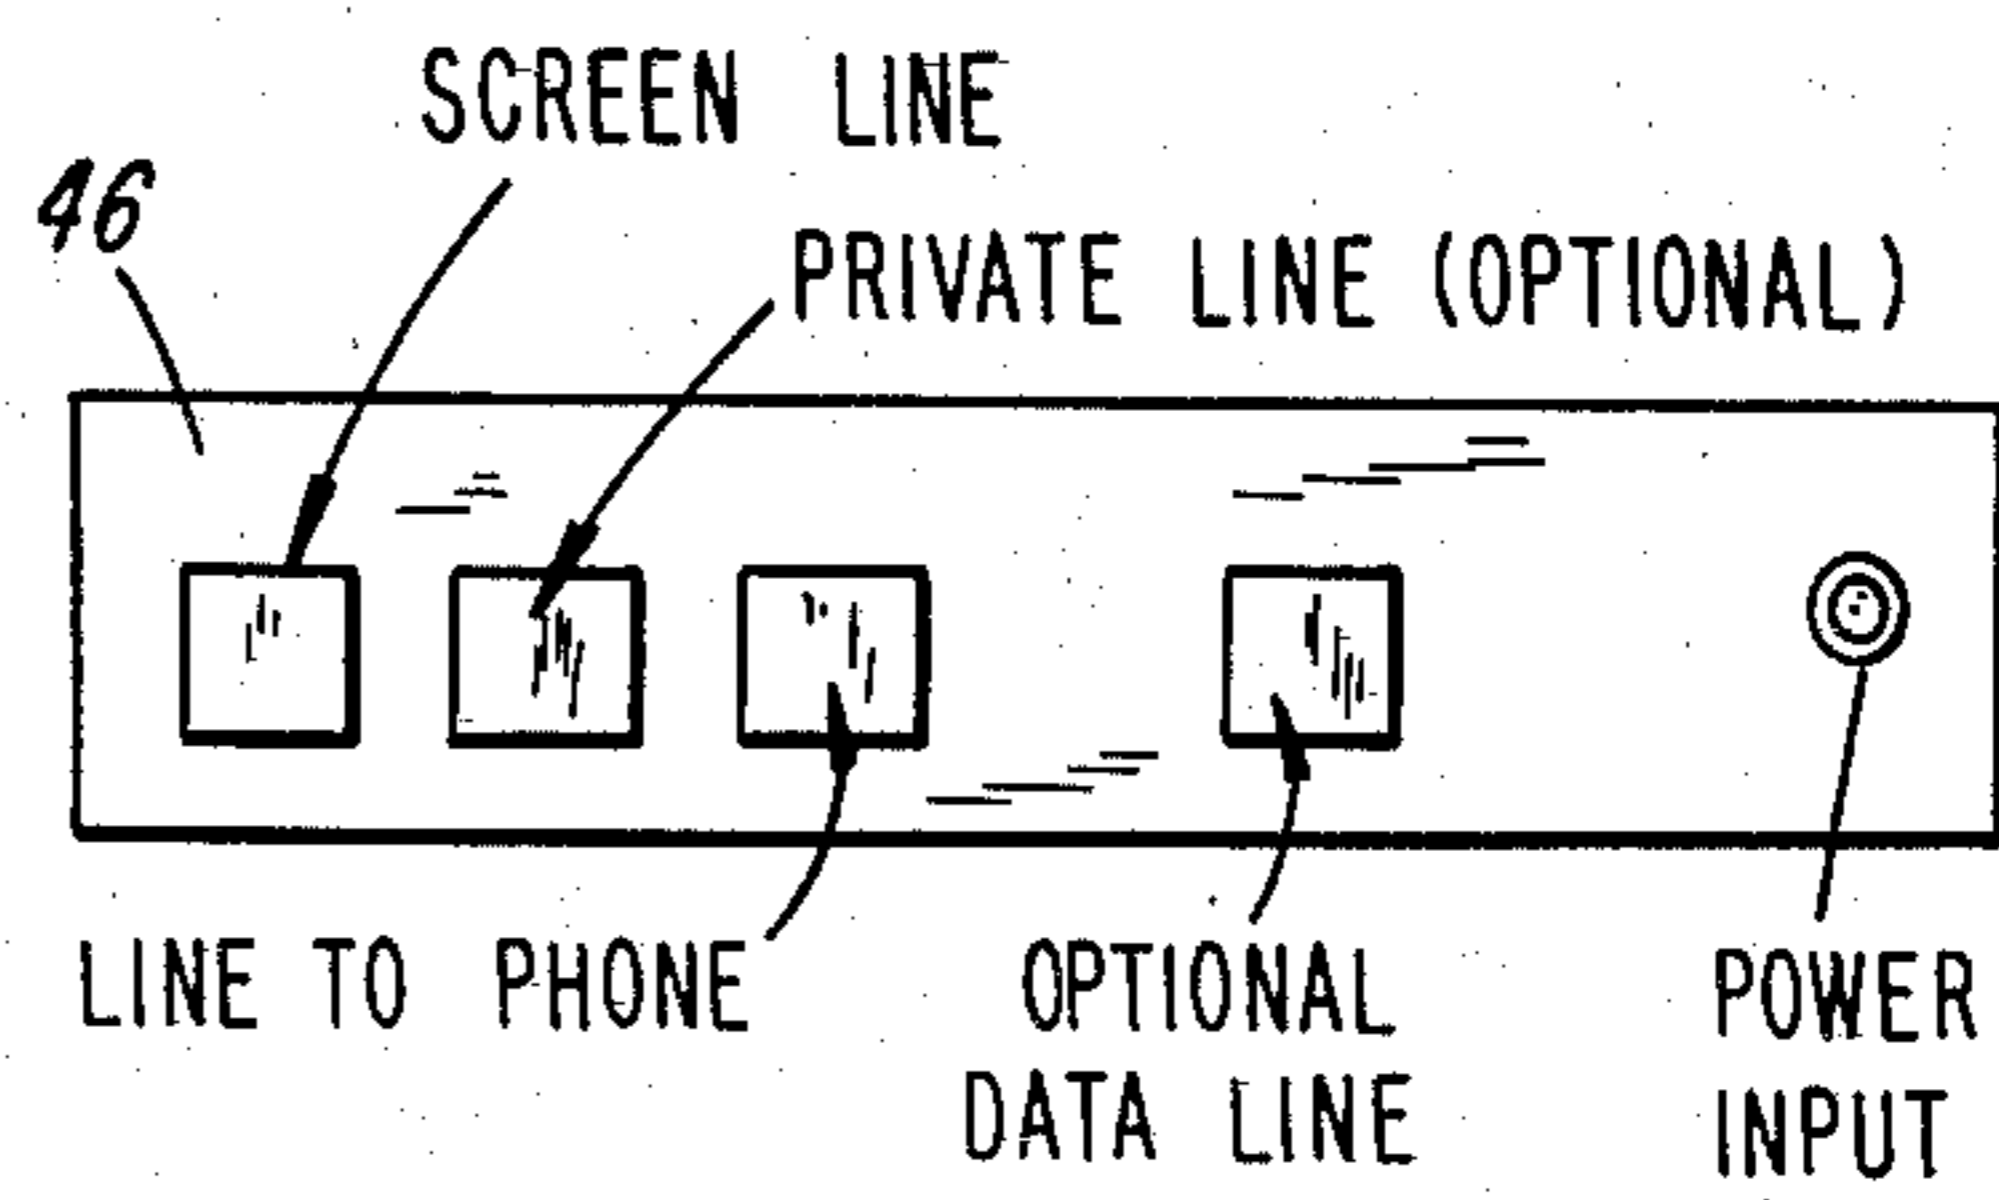 SCREEN LINE
46
PRIVATE LINE (OPTIONAL)
LINE TO PHONE
OPTIONAL
DATA LINE
POWER
INPUT